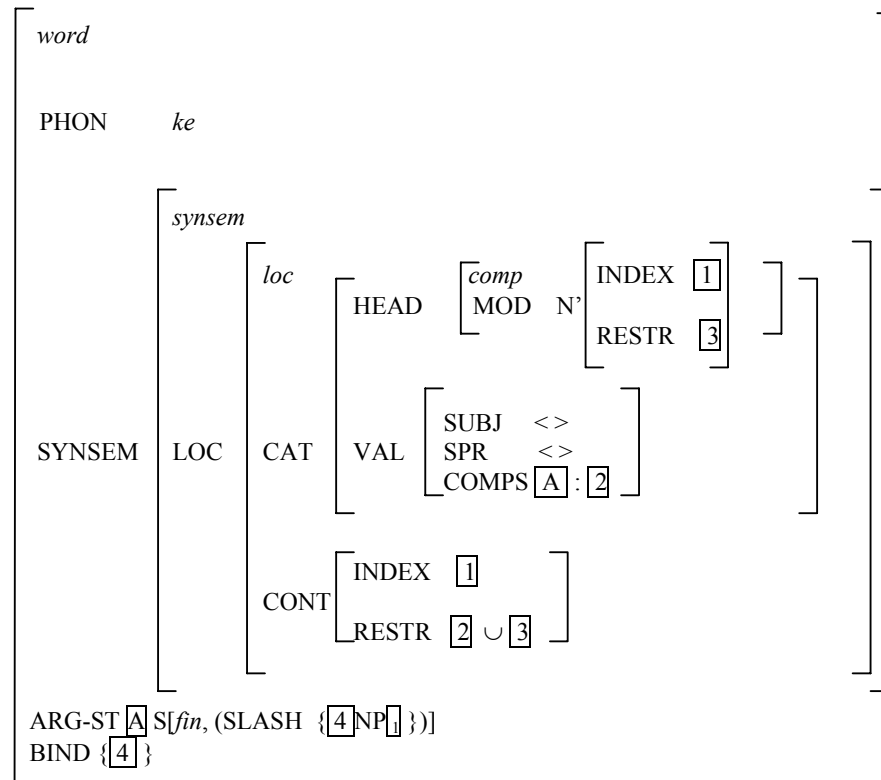 word
PHON ke
synsem
loc
HEAD comp
MOD N’ INDEX 1
RESTR 3
SYNSEM LOC CAT VAL SUBJ < >
SPR < >
COMPS A : 2
CONT INDEX 1
RESTR 2 ∪ 3
ARG-ST A S[fin, (SLASH {4 NP1 })]
BIND {4 }